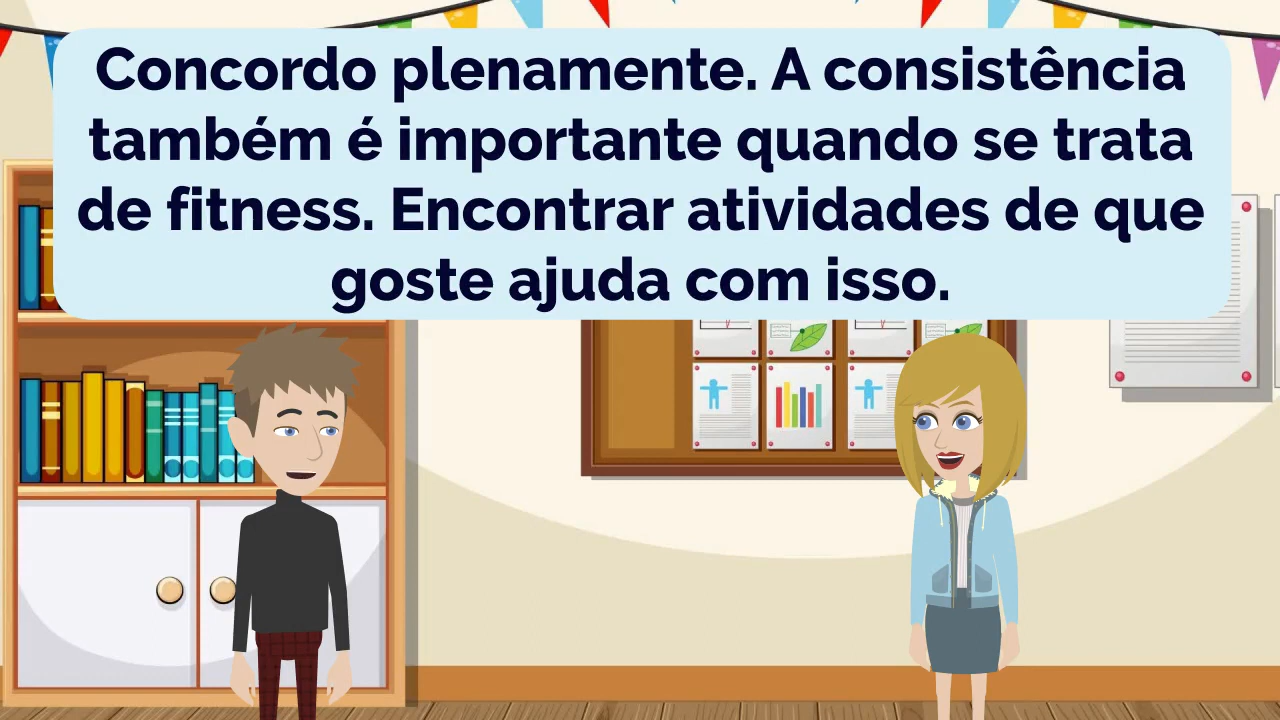 Concordo plenamente. A consistência
também é importante quando se trata
de fitness. Encontrar atividades de que
goste ajuda com isso.